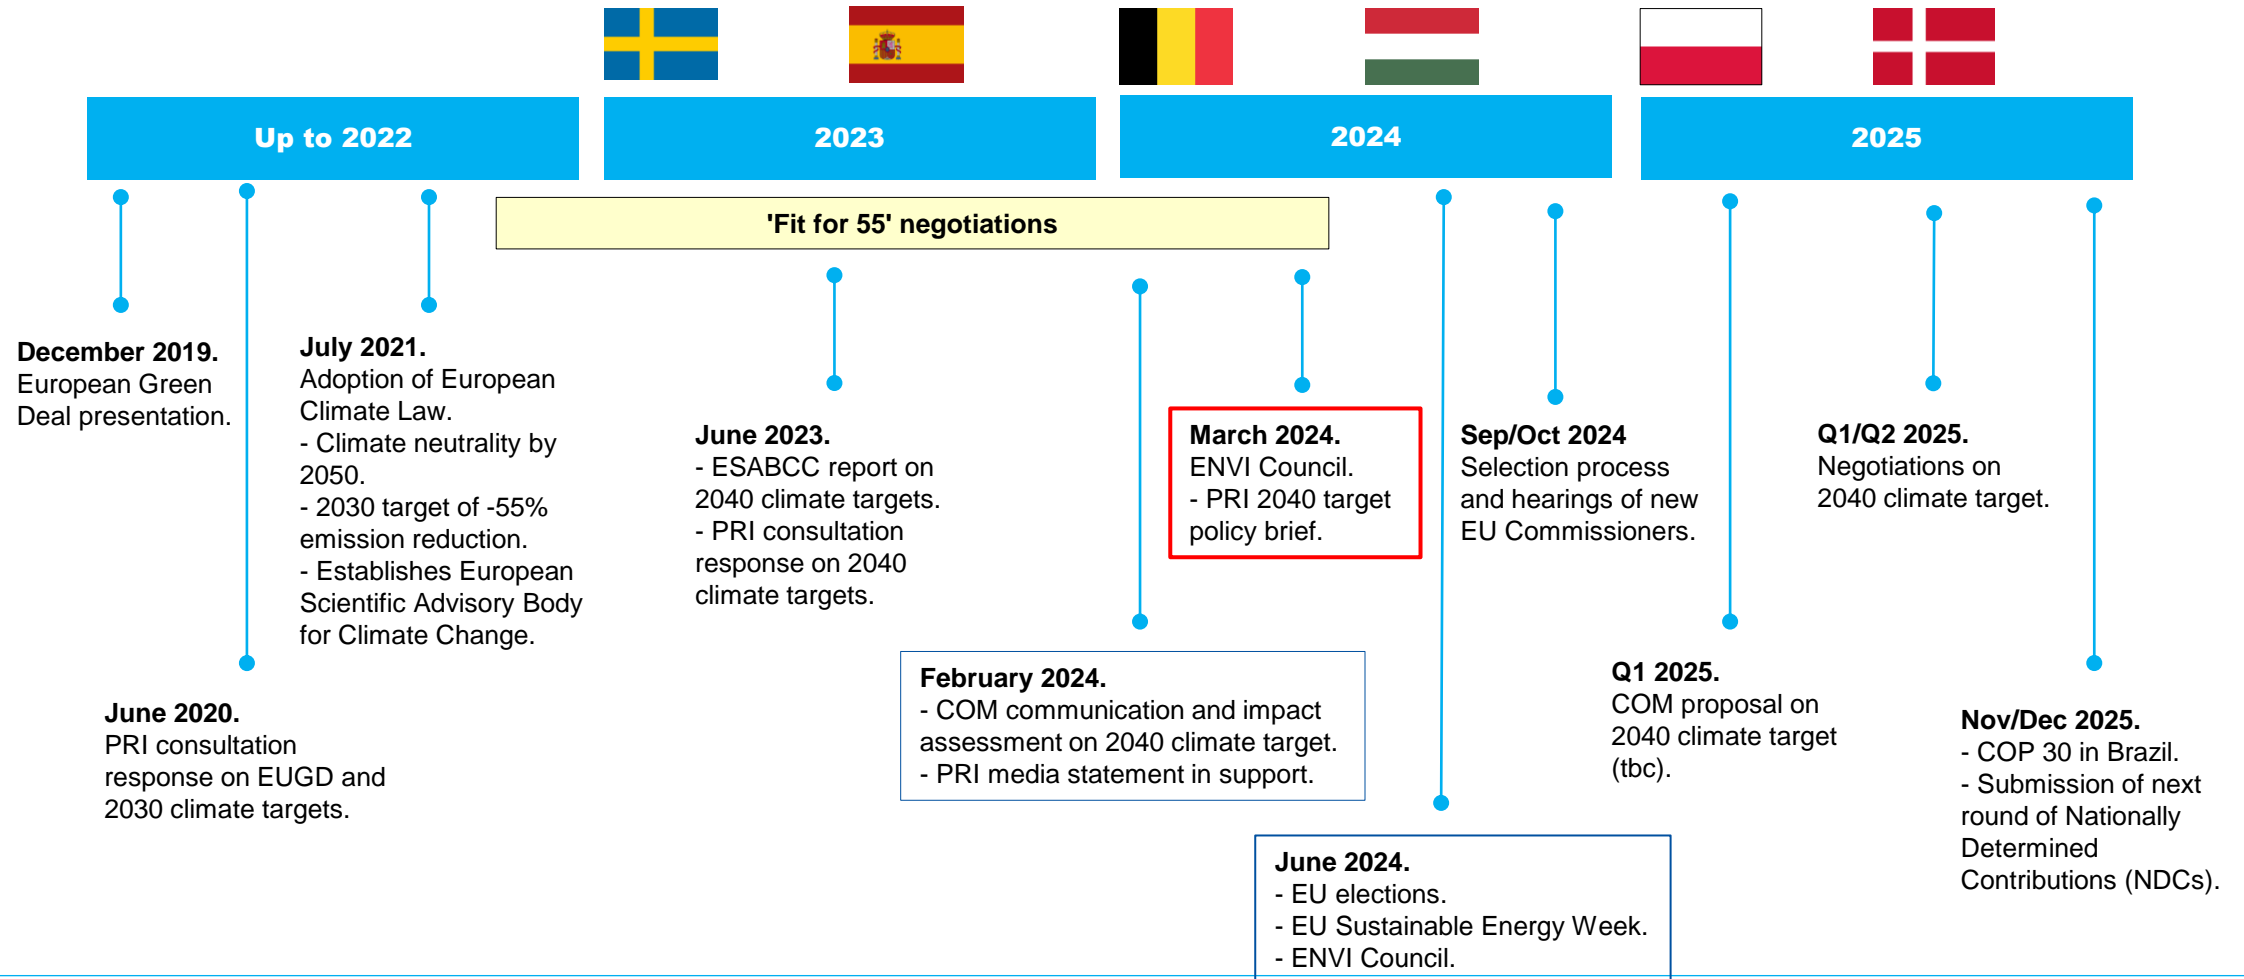 Up to 2022
2023
2024
2025
'Fit for 55' negotiations
December 2019.
European Green
Deal presentation.
June 2020.
PRI consultation
response on EUGD and
2030 climate targets.
July 2021.
Adoption of European
Climate Law.
- Climate neutrality by
2050.
- 2030 target of -55%
emission reduction.
- Establishes European
Scientific Advisory Body
for Climate Change.
June 2023.
- ESABCC report on
2040 climate targets.
- PRI consultation
response on 2040
climate targets.
February 2024.
- COM communication and impact
assessment on 2040 climate target.
- PRI media statement in support.
March 2024.
ENVI Council.
- PRI 2040 target
policy brief.
June 2024.
- EU elections.
- EU Sustainable Energy Week.
- ENVI Council.
Sep/Oct 2024
Selection process
and hearings of new
EU Commissioners.
Q1 2025.
COM proposal on
2040 climate target
(tbc).
Q1/Q2 2025.
Negotiations on
2040 climate target.
Nov/Dec 2025.
- COP 30 in Brazil.
- Submission of next
round of Nationally
Determined
Contributions (NDCs).